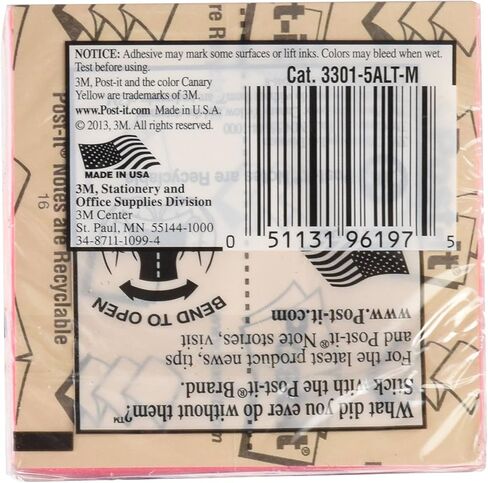 NOTICE: Adhesive may mark some surfaces or lift inks. Colors may bleed when wet.
Test before using.
3M, Post-it and the color Canary
Yellow are trademarks of 3M.
www.Post-it.com Made in U.S.A.
© 2013, 3M. All rights reserved.
MADE IN USA
3M, Stationery and
Office Supplies Division
3M Center
St. Paul, MN 55144-1000
34-8711-1099-4
Cat. 3301-5ALT-M
0 51131 96197 5
Post-it® Notes are Recyclable
16
BEND TO OPEN
What did you ever do without them?™
Stick with the Post-it® Brand.
For the latest product news, tips
and Post-it® Note stories, visit
www.Post-it.com